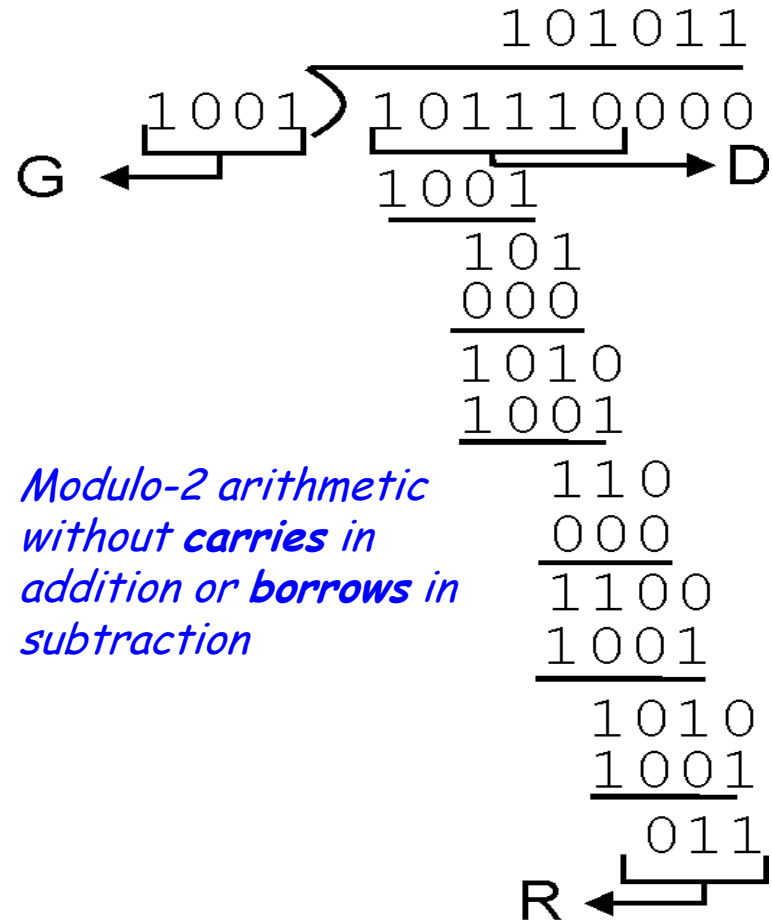 101011
1001 101110000
G D
1001
101
000
1010
1001
110
000
1100
1001
1010
1001
011
R
Modulo-2 arithmetic
without carries in
addition or borrows in
subtraction